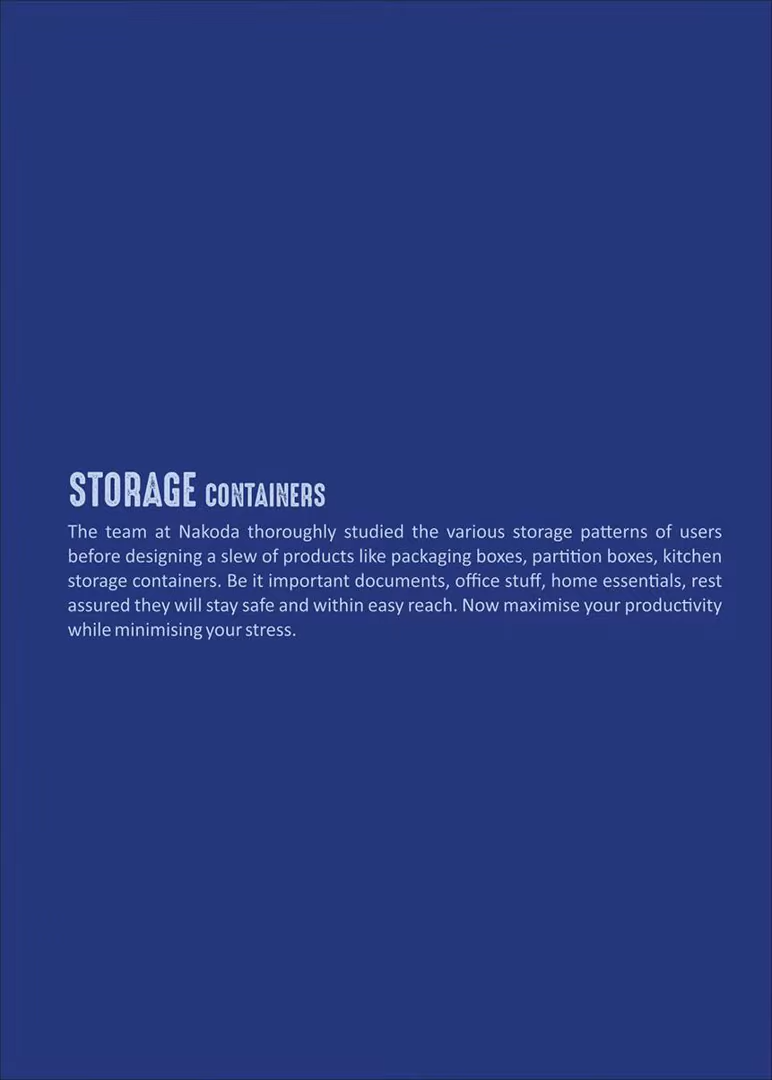 STORAGE CONTAINERS
The team at Nakoda thoroughly studied the various storage patterns of users
before designing a slew of products like packaging boxes, partition boxes, kitchen
storage containers. Be it important documents, office stuff, home essentials, rest
assured they will stay safe and within easy reach. Now maximise your productivity
while minimising your stress.